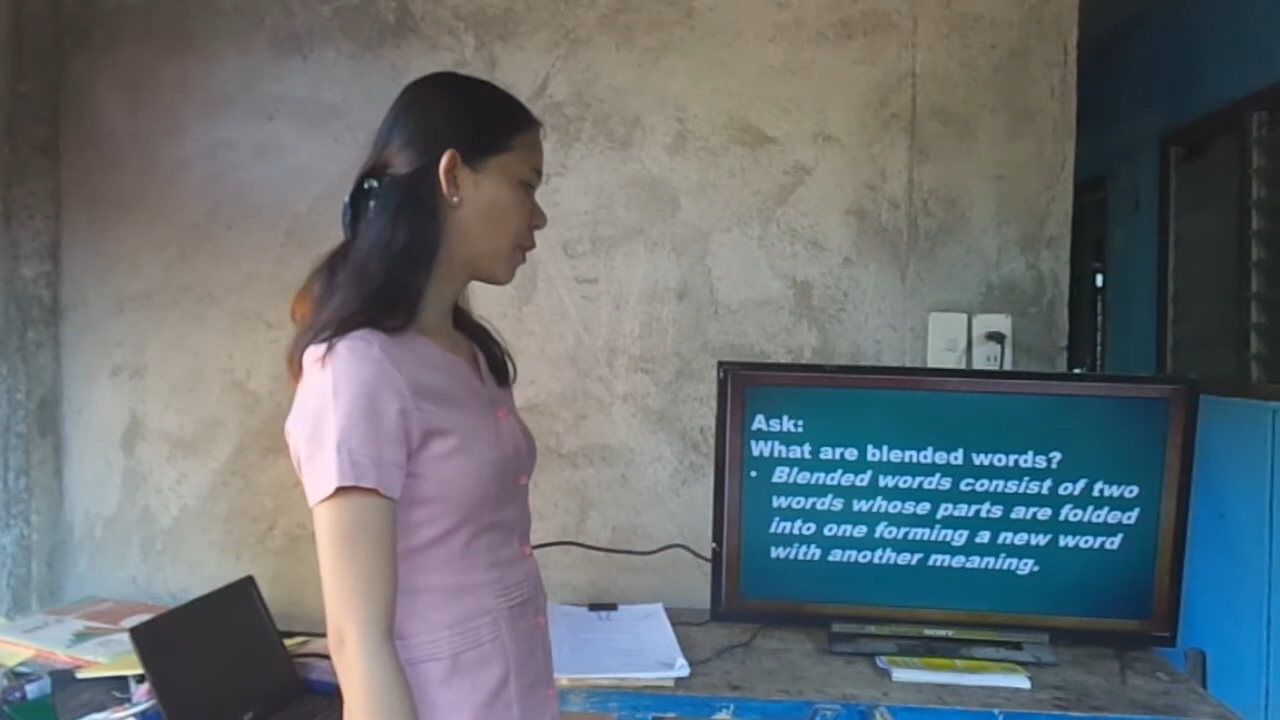 Ask:
What are blended words?
• Blended words consist of two
words whose parts are folded
into one forming a new word
with another meaning.
SONY